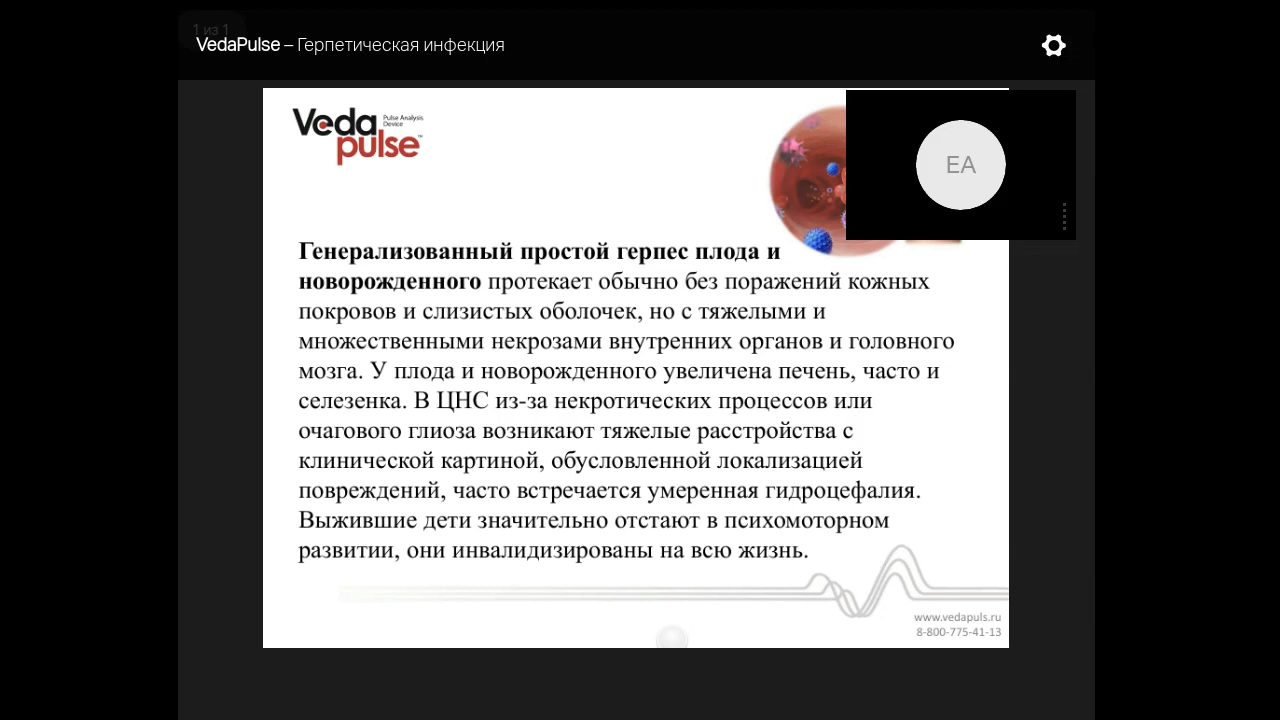 1 из 1
VedaPulse – Герпетическая инфекция
Veda
Pulse Analysis
Device
pulse™
EA
Генерализованный простой герпес плода и
новорожденного протекает обычно без поражений кожных
покровов и слизистых оболочек, но с тяжелыми и
множественными некрозами внутренних органов и головного
мозга. У плода и новорожденного увеличена печень, часто и
селезенка. В ЦНС из-за некротических процессов или
очагового глиоза возникают тяжелые расстройства с
клинической картиной, обусловленной локализацией
повреждений, часто встречается умеренная гидроцефалия.
Выжившие дети значительно отстают в психомоторном
развитии, они инвалидизированы на всю жизнь.
www.vedapuls.ru
8-800-775-41-13